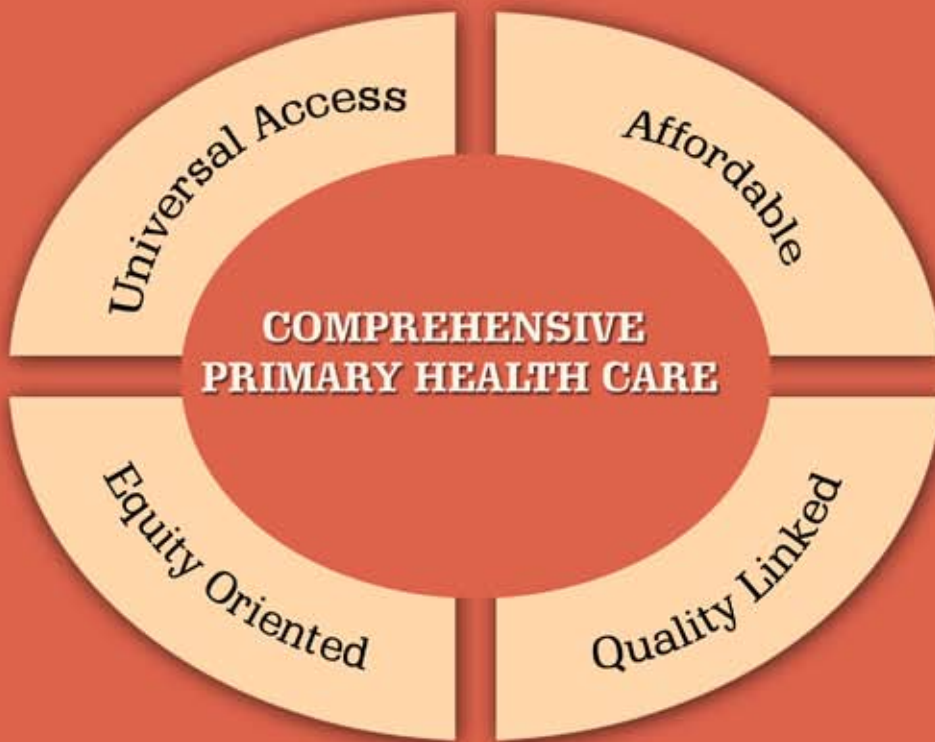 Universal Access
Affordable
COMPREHENSIVE
PRIMARY HEALTH CARE
Equity Oriented
Quality Linked